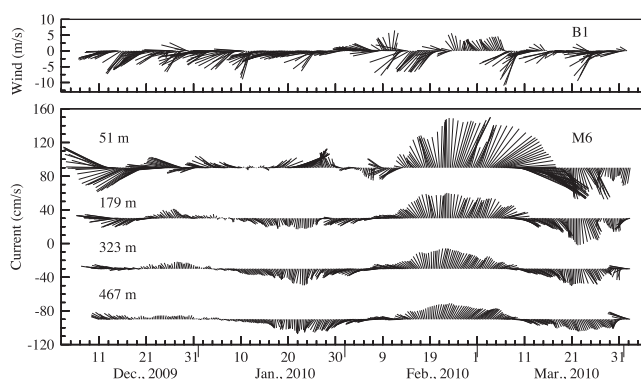 10
5
0
-5
-10
Wind (m/s)
B1
160
120
80
40
0
-40
-80
-120
Current (cm/s)
51 m
M6
179 m
323 m
467 m
11 21 31 10 20 30 9 19 1 11 21 31
Dec., 2009 Jan., 2010 Feb., 2010 Mar., 2010